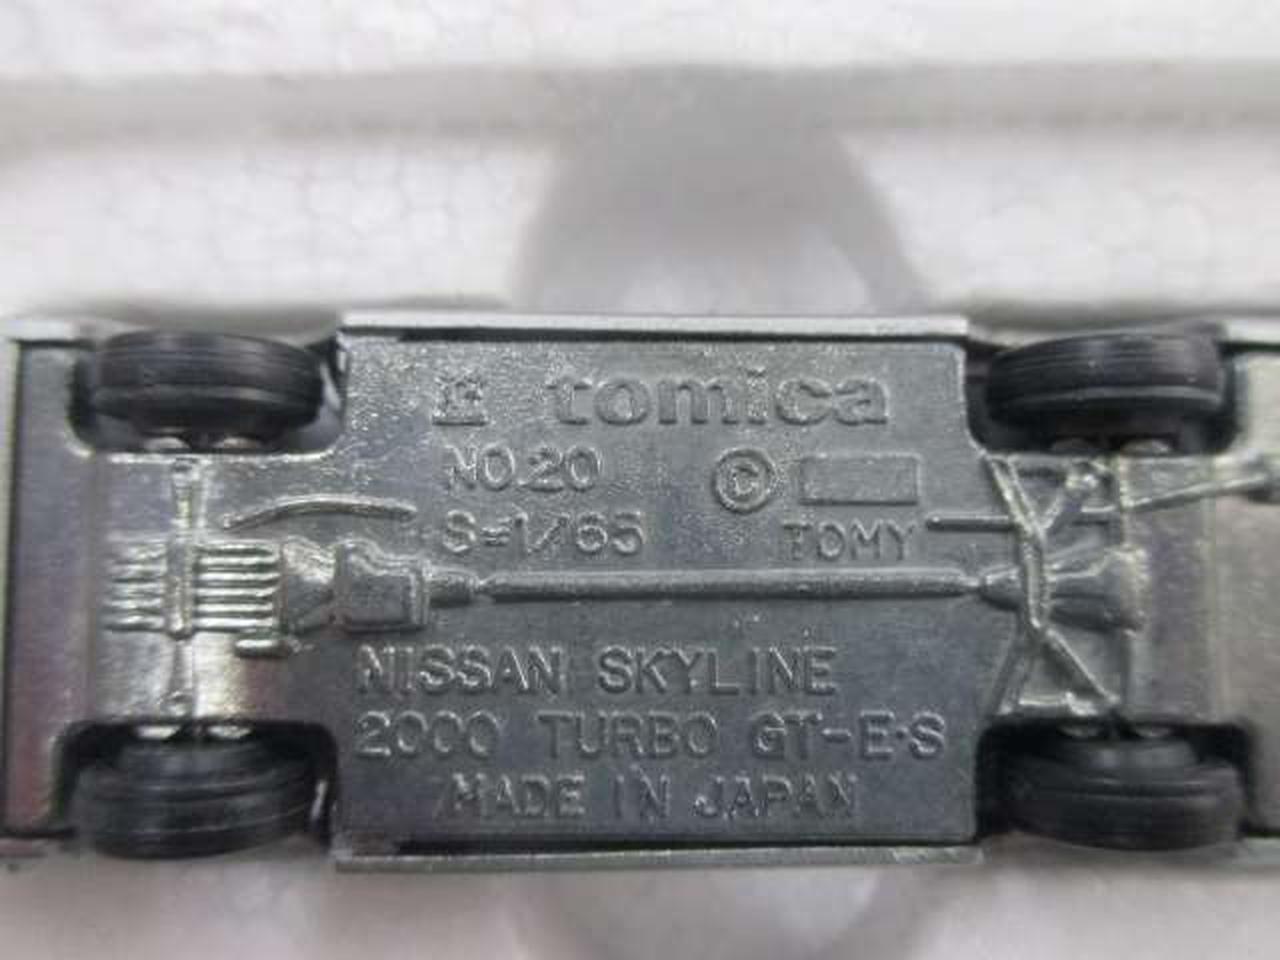 tomica
NO.20 ©
S=1/65 TOMY
NISSAN SKYLINE
2000 TURBO GT-E·S
MADE IN JAPAN